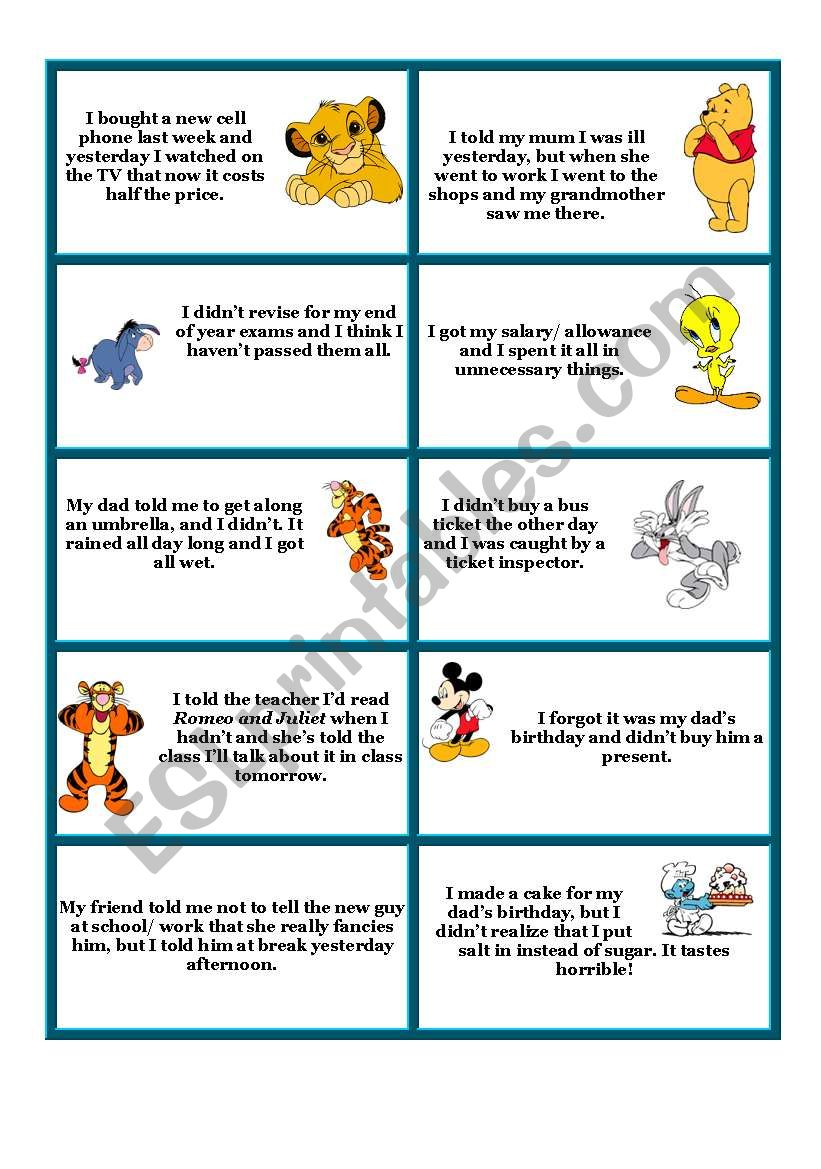 I bought a new cell
phone last week and
yesterday I watched on
the TV that now it costs
half the price.
I told my mum I was ill
yesterday, but when she
went to work I went to the
shops and my grandmother
saw me there.
I didn't revise for my end
of year exams and I think I
haven't passed them all.
I got my salary/ allowance
and I spent it all in
unnecessary things.
My dad told me to get along
an umbrella, and I didn't. It
rained all day long and I got
all wet.
I didn't buy a bus
ticket the other day
and I was caught by a
ticket inspector.
I told the teacher I'd read
Romeo and Juliet when I
hadn't and she's told the
class I'll talk about it in class
tomorrow.
I forgot it was my dad's
birthday and didn't buy him a
present.
My friend told me not to tell the new guy
at school/ work that she really fancies
him, but I told him at break yesterday
afternoon.
I made a cake for my
dad's birthday, but I
didn't realize that I put
salt in instead of sugar. It tastes
horrible!
ESLprintables.com